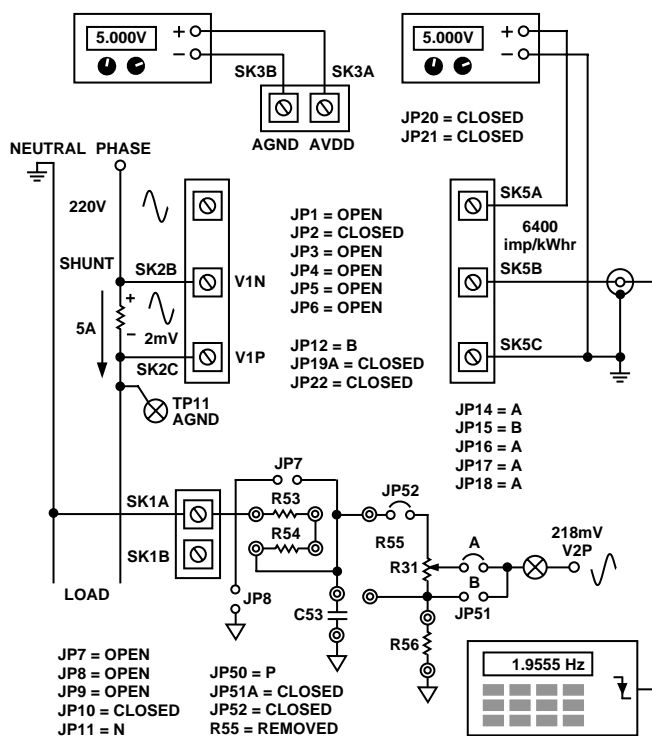 5.000V
+
–
SK3B
SK3A
AGND AVDD
5.000V
+
–
JP20 = CLOSED
JP21 = CLOSED
NEUTRAL PHASE
220V
SHUNT
SK2B
V1N
+
–
5A
2mV
SK2C
V1P
TP11
AGND
JP1 = OPEN
JP2 = CLOSED
JP3 = OPEN
JP4 = OPEN
JP5 = OPEN
JP6 = OPEN
JP12 = B
JP19A = CLOSED
JP22 = CLOSED
SK5A
6400
imp/kWhr
SK5B
SK5C
JP14 = A
JP15 = B
JP16 = A
JP17 = A
JP18 = A
SK1A
SK1B
LOAD
JP7
R53
R54
JP8
C53
JP52
R55
R31
A
B
JP51
R56
218mV
V2P
JP7 = OPEN
JP8 = OPEN
JP9 = OPEN
JP10 = CLOSED
JP11 = N
JP50 = P
JP51A = CLOSED
JP52 = CLOSED
R55 = REMOVED
1.9555 Hz